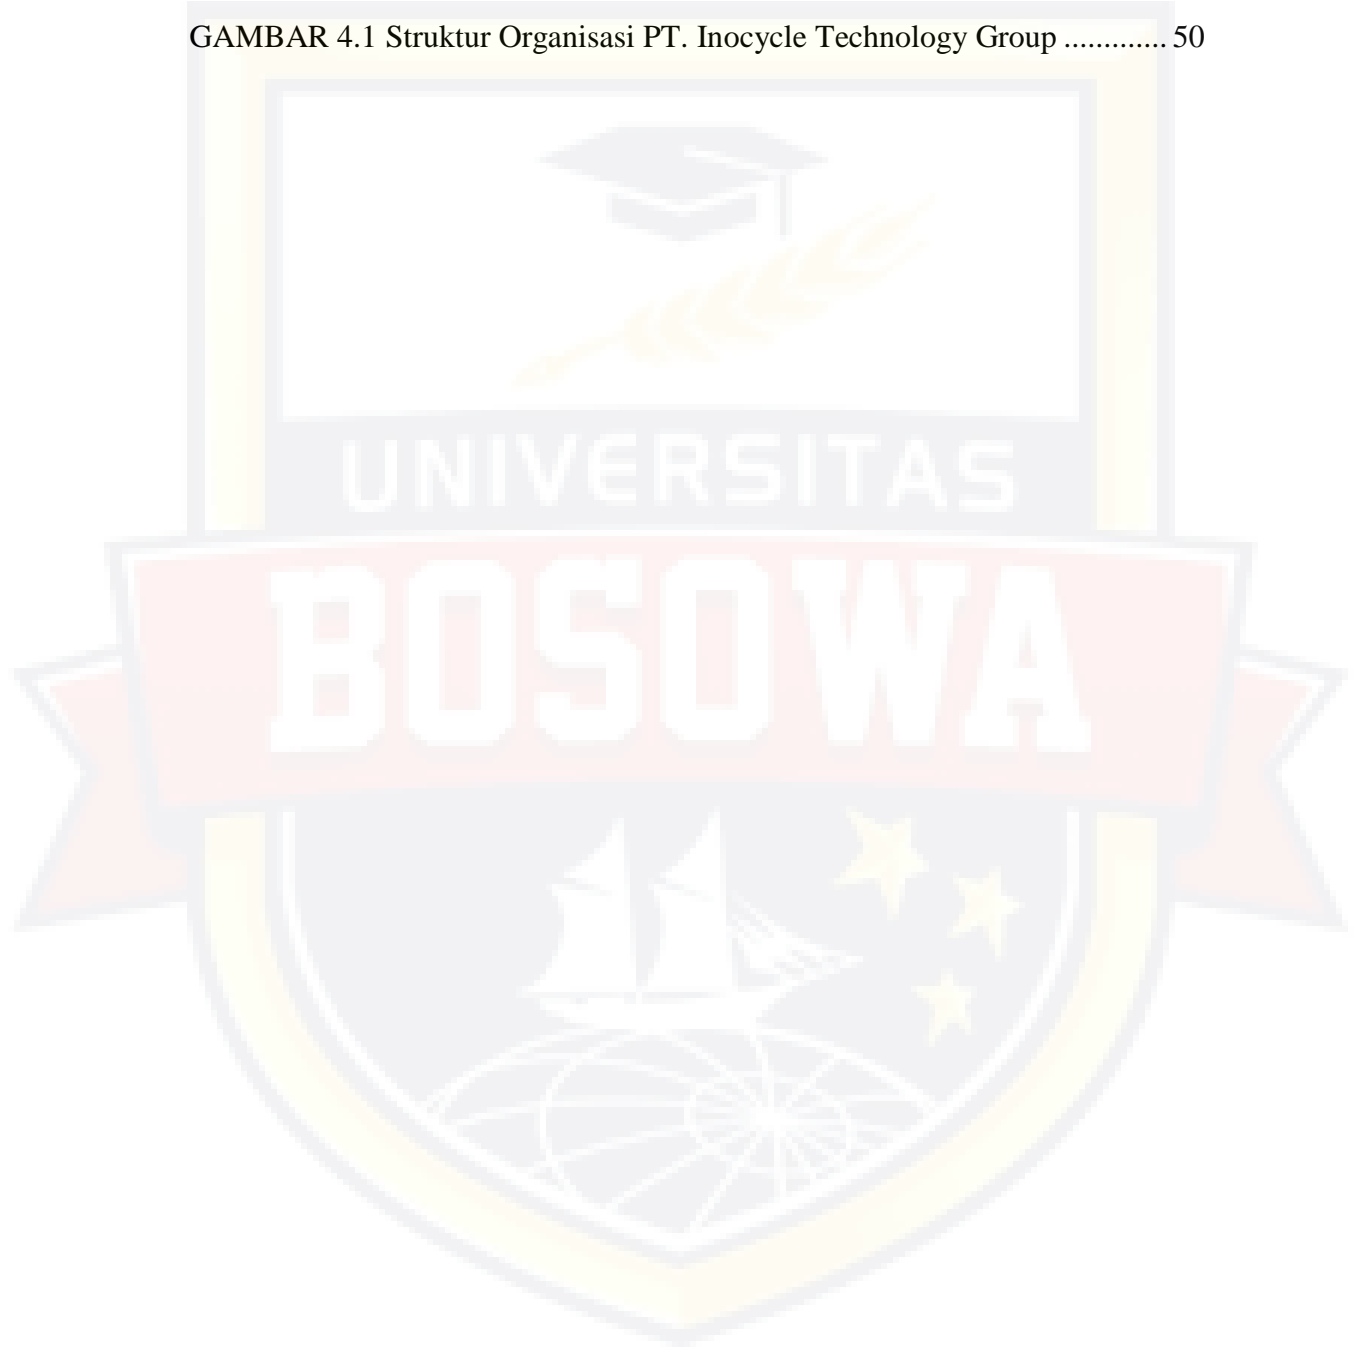 GAMBAR 4.1 Struktur Organisasi PT. Inocycle Technology Group ............. 50
UNIVERSITAS
BOSOWA